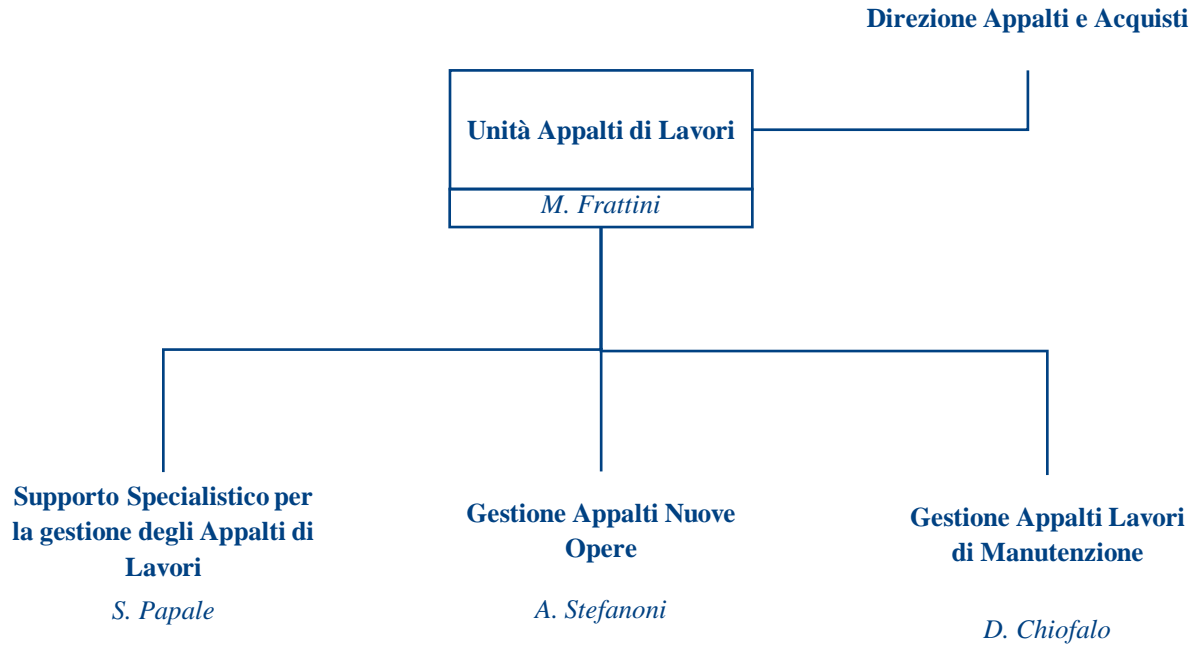 Direzione Appalti e Acquisti
Unità Appalti di Lavori
M. Frattini
Supporto Specialistico per
la gestione degli Appalti di
Lavori
S. Papale
Gestione Appalti Nuove
Opere
A. Stefanoni
Gestione Appalti Lavori
di Manutenzione
D. Chiofalo